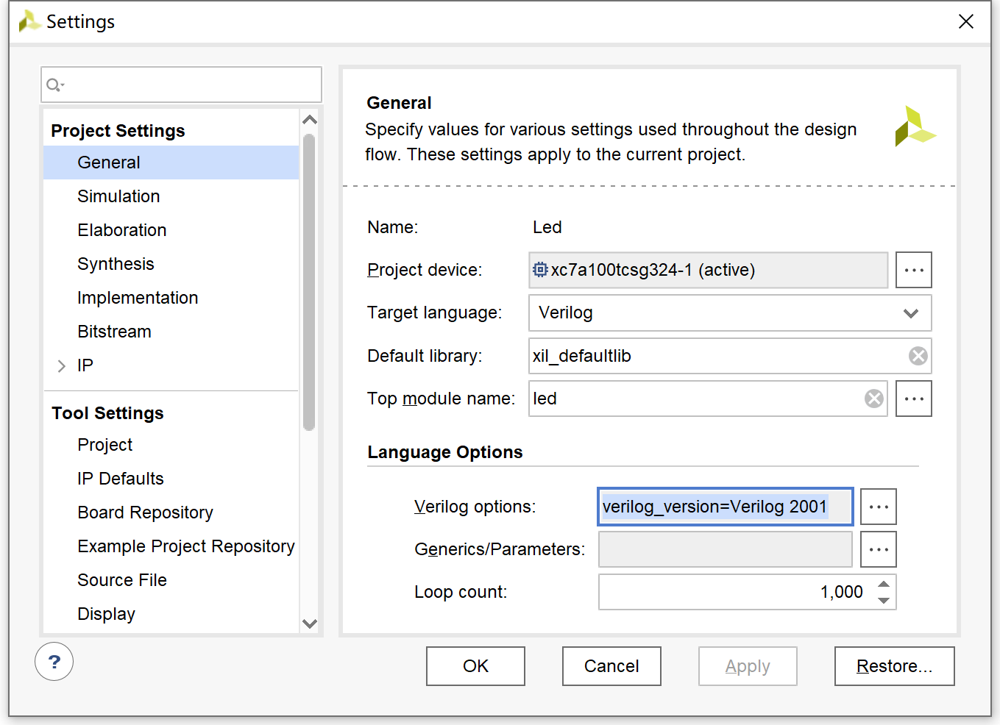 Settings
Project Settings
General
Simulation
Elaboration
Synthesis
Implementation
Bitstream
IP
Tool Settings
Project
IP Defaults
Board Repository
Example Project Repository
Source File
Display
?
General
Specify values for various settings used throughout the design
flow. These settings apply to the current project.
Name: Led
Project device: xc7a100tcsg324-1 (active) ...
Target language: Verilog
Default library: xil_defaultlib
Top module name: led ...
Language Options
Verilog options: verilog_version=Verilog 2001 ...
Generics/Parameters: ...
Loop count: 1,000
OK Cancel Apply Restore...